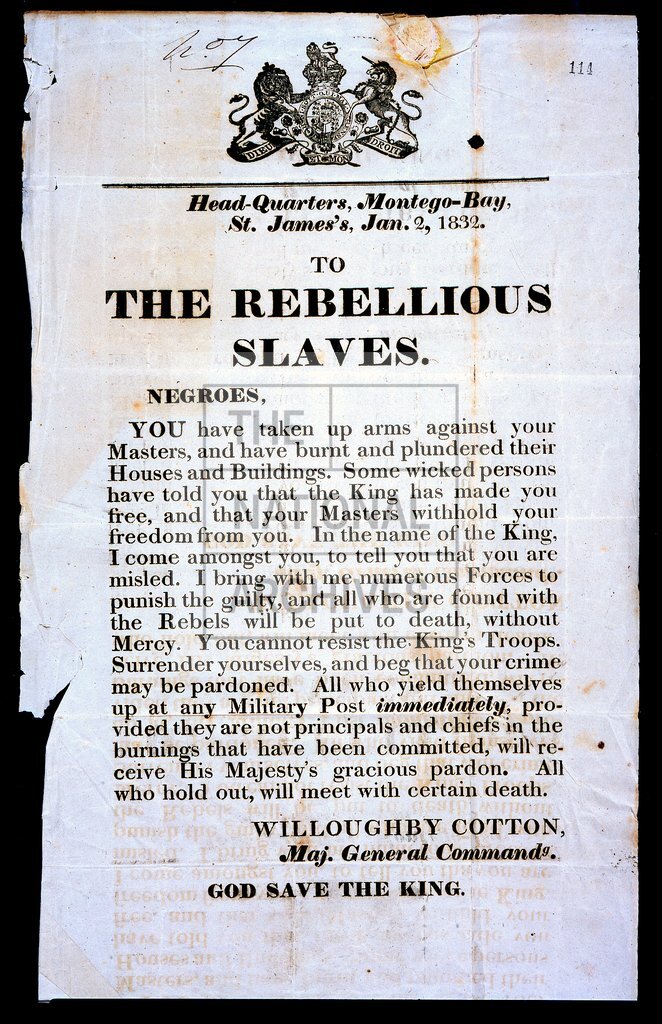 No 7
114
DIEU ET MON DROIT
Head-Quarters, Montego-Bay,
St. James's, Jan. 2, 1832.
TO
THE REBELLIOUS
SLAVES.
NEGROES,
YOU have taken up arms against your
Masters, and have burnt and plundered their
Houses and Buildings. Some wicked persons
have told you that the King has made you
free, and that your Masters withhold your
freedom from you. In the name of the King,
I come amongst you, to tell you that you are
misled. I bring with me numerous Forces to
punish the guilty, and all who are found with
the Rebels will be put to death, without
Mercy. You cannot resist the King's Troops.
Surrender yourselves, and beg that your crime
may be pardoned. All who yield themselves
up at any Military Post immediately, pro-
vided they are not principals and chiefs in the
burnings that have been committed, will re-
ceive His Majesty's gracious pardon. All
who hold out, will meet with certain death.
WILLOUGHBY COTTON,
Maj. General Commandg.
GOD SAVE THE KING.
THE
NATIONAL
ARCHIVES